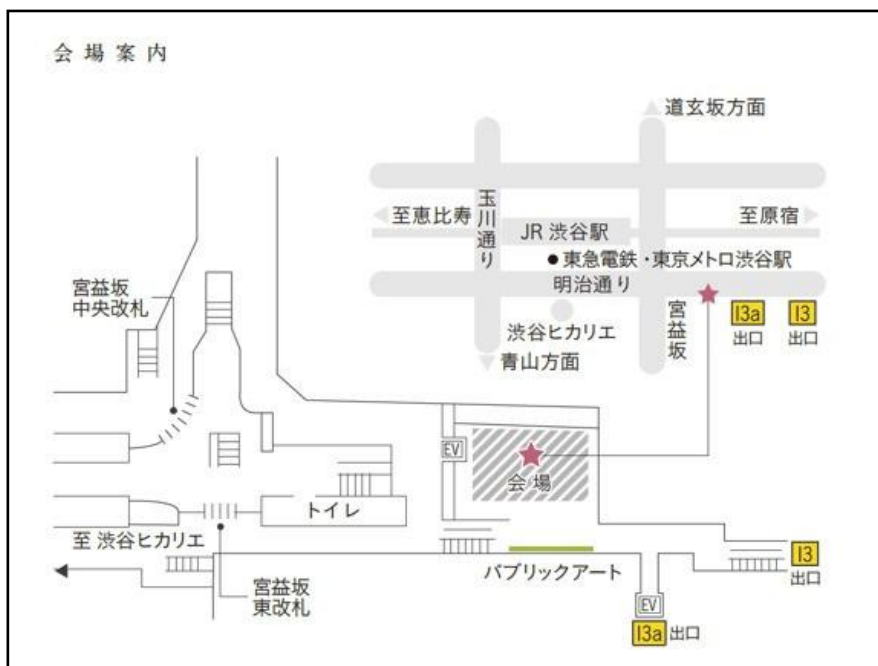 会場案内
道玄坂方面
玉川通り
至恵比寿
JR 渋谷駅
至原宿
東急電鉄・東京メトロ渋谷駅
明治通り
渋谷ヒカリエ
宮益坂
青山方面
13a
出口
13
出口
宮益坂
中央改札
EV
会場
トイレ
至 渋谷ヒカリエ
宮益坂
東改札
パブリックアート
13
出口
EV
13a 出口